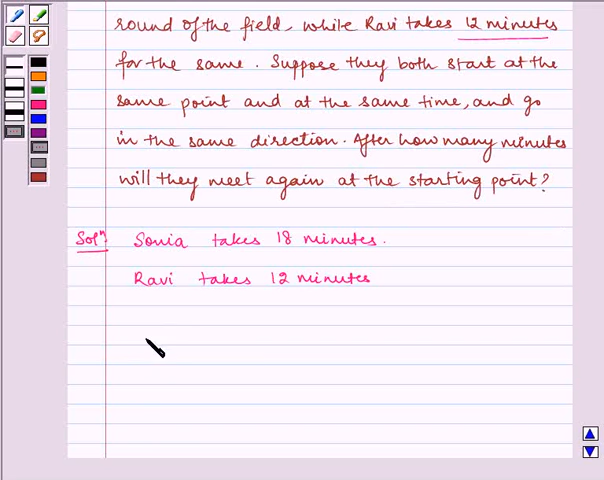 round of the field, while Ravi takes 12 minutes
for the same. Suppose they both start at the
same point and at the same time, and go
in the same direction. After how many minutes
will they meet again at the starting point?
Solⁿ. Sonia takes 18 minutes.
Ravi takes 12 minutes